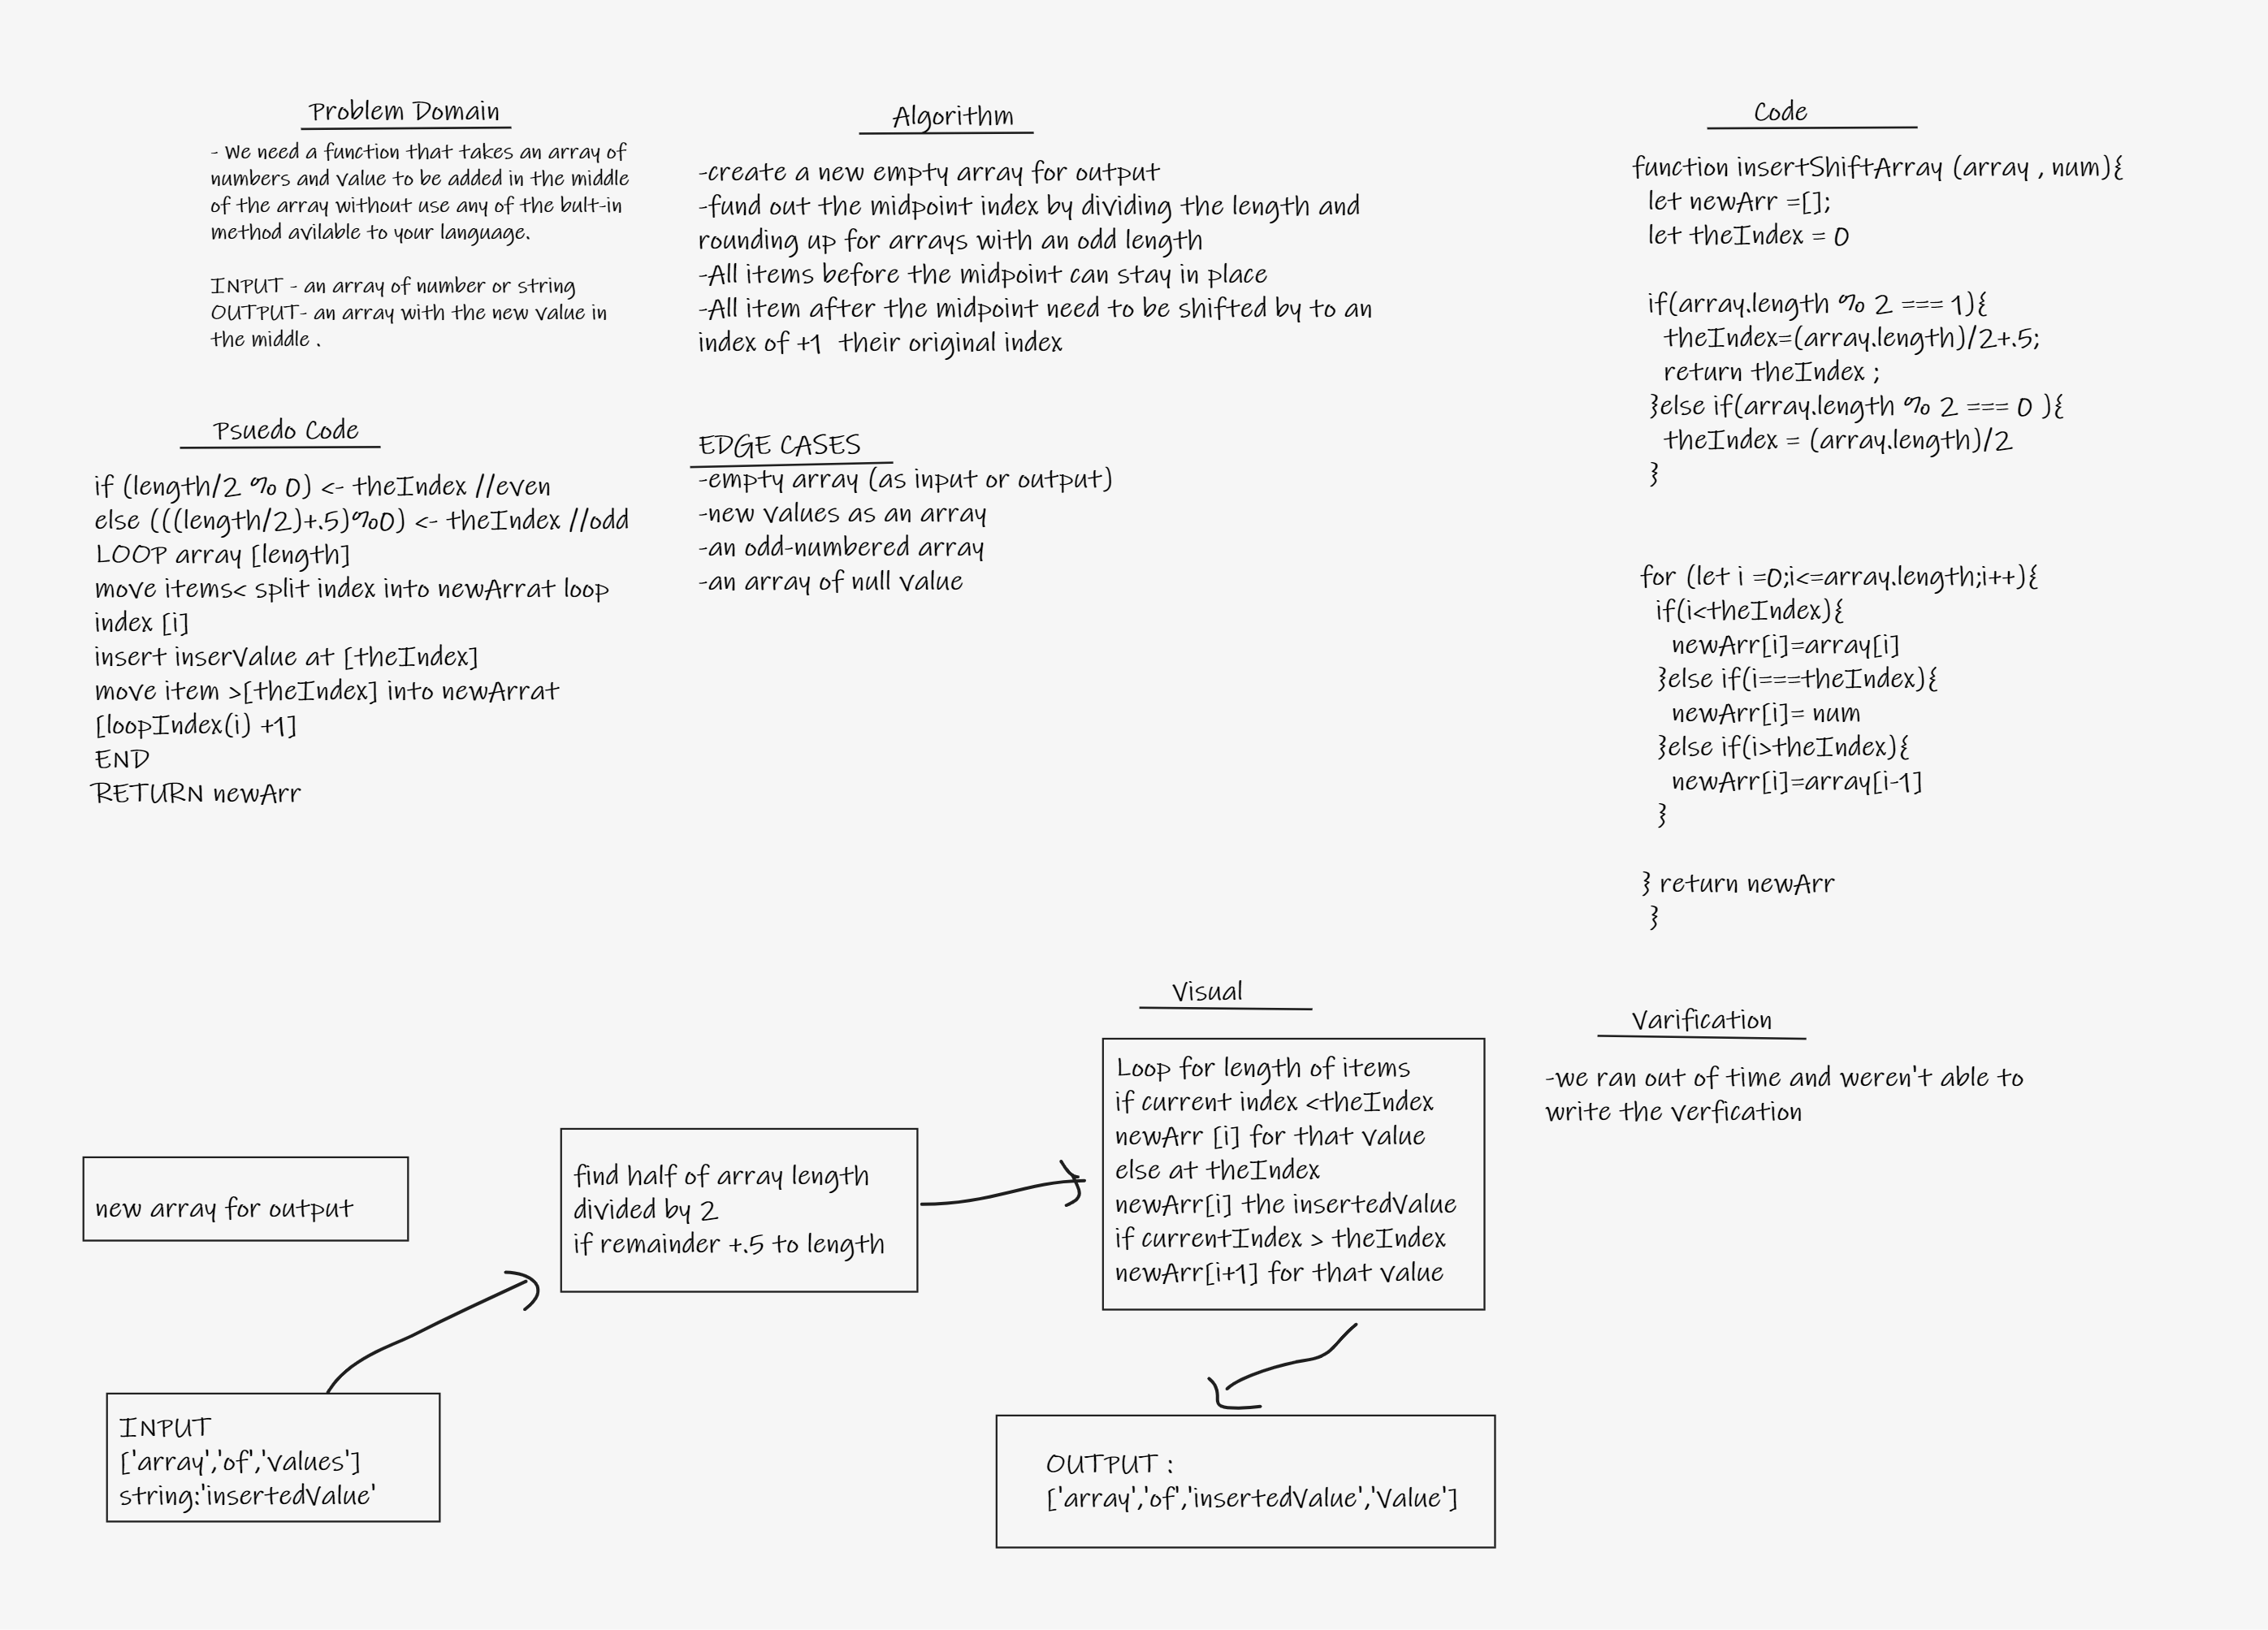 Problem Domain
- We need a function that takes an array of
numbers and value to be added in the middle
of the array without use any of the bult-in
method avilable to your language.
INPUT - an array of number or string
OUTPUT- an array with the new value in
the middle .
Psuedo Code
if (length/2 % 0) <- theIndex //even
else (((length/2)+.5)%0) <- theIndex //odd
LOOP array [length]
move items< split index into newArrat loop
index [i]
insert inserValue at [theIndex]
move item >[theIndex] into newArrat
[loopIndex(i) +1]
END
RETURN newArr
Algorithm
-create a new empty array for output
-fund out the midpoint index by dividing the length and
rounding up for arrays with an odd length
-All items before the midpoint can stay in place
-All item after the midpoint need to be shifted by to an
index of +1  their original index
EDGE CASES
-empty array (as input or output)
-new values as an array
-an odd-numbered array
-an array of null value
Code
function insertShiftArray (array , num){
let newArr =[];
let theIndex = 0
if(array.length % 2 === 1){
theIndex=(array.length)/2+.5;
return theIndex ;
}else if(array.length % 2 === 0 ){
theIndex = (array.length)/2
}
for (let i =0;i<=array.length;i++){
if(i<theIndex){
newArr[i]=array[i]
}else if(i===theIndex){
newArr[i]= num
}else if(i>theIndex){
newArr[i]=array[i-1]
}
} return newArr
}
Visual
new array for output
INPUT
['array','of','values']
string:'insertedValue'
find half of array length
divided by 2
if remainder +.5 to length
Loop for length of items
if current index <theIndex
newArr [i] for that value
else at theIndex
newArr[i] the insertedValue
if currentIndex > theIndex
newArr[i+1] for that value
OUTPUT :
['array','of','insertedValue','Value']
Varification
-we ran out of time and weren't able to
write the verfication